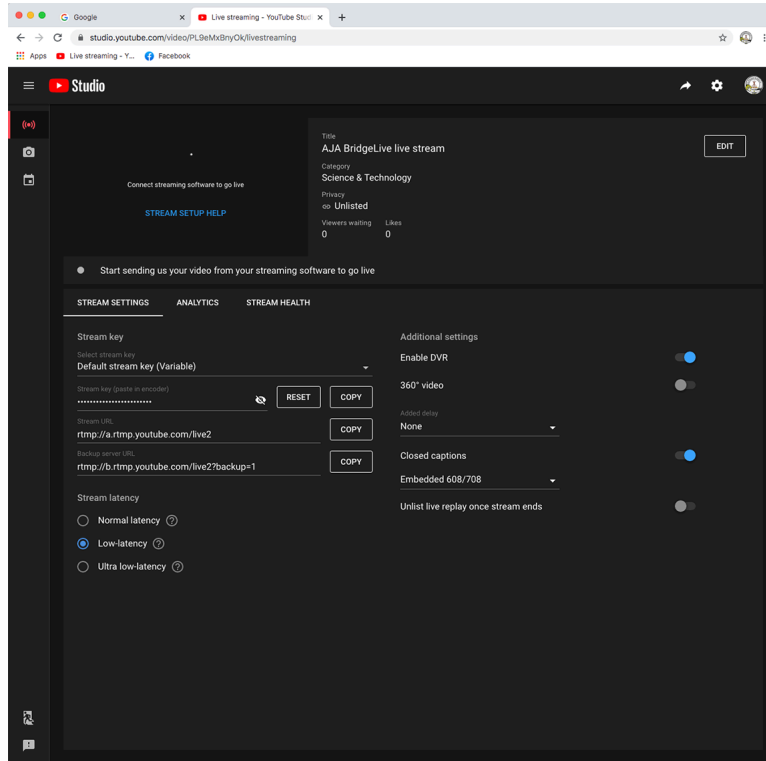 Google
Live streaming - YouTube Stud
studio.youtube.com/video/PL9eMxBnyOk/livestreaming
Apps
Live streaming - Y...
Facebook
Studio
Connect streaming software to go live
STREAM SETUP HELP
Title
AJA BridgeLive live stream
EDIT
Category
Science & Technology
Privacy
Unlisted
Viewers waiting Likes
0 0
Start sending us your video from your streaming software to go live
STREAM SETTINGS ANALYTICS STREAM HEALTH
Stream key
Select stream key
Default stream key (Variable)
Stream key (paste in encoder)
RESET COPY
Stream URL
rtmp://a.rtmp.youtube.com/live2
COPY
Backup server URL
rtmp://b.rtmp.youtube.com/live2?backup=1
COPY
Stream latency
Normal latency
Low-latency
Ultra low-latency
Additional settings
Enable DVR
360° video
Added delay
None
Closed captions
Embedded 608/708
Unlist live replay once stream ends